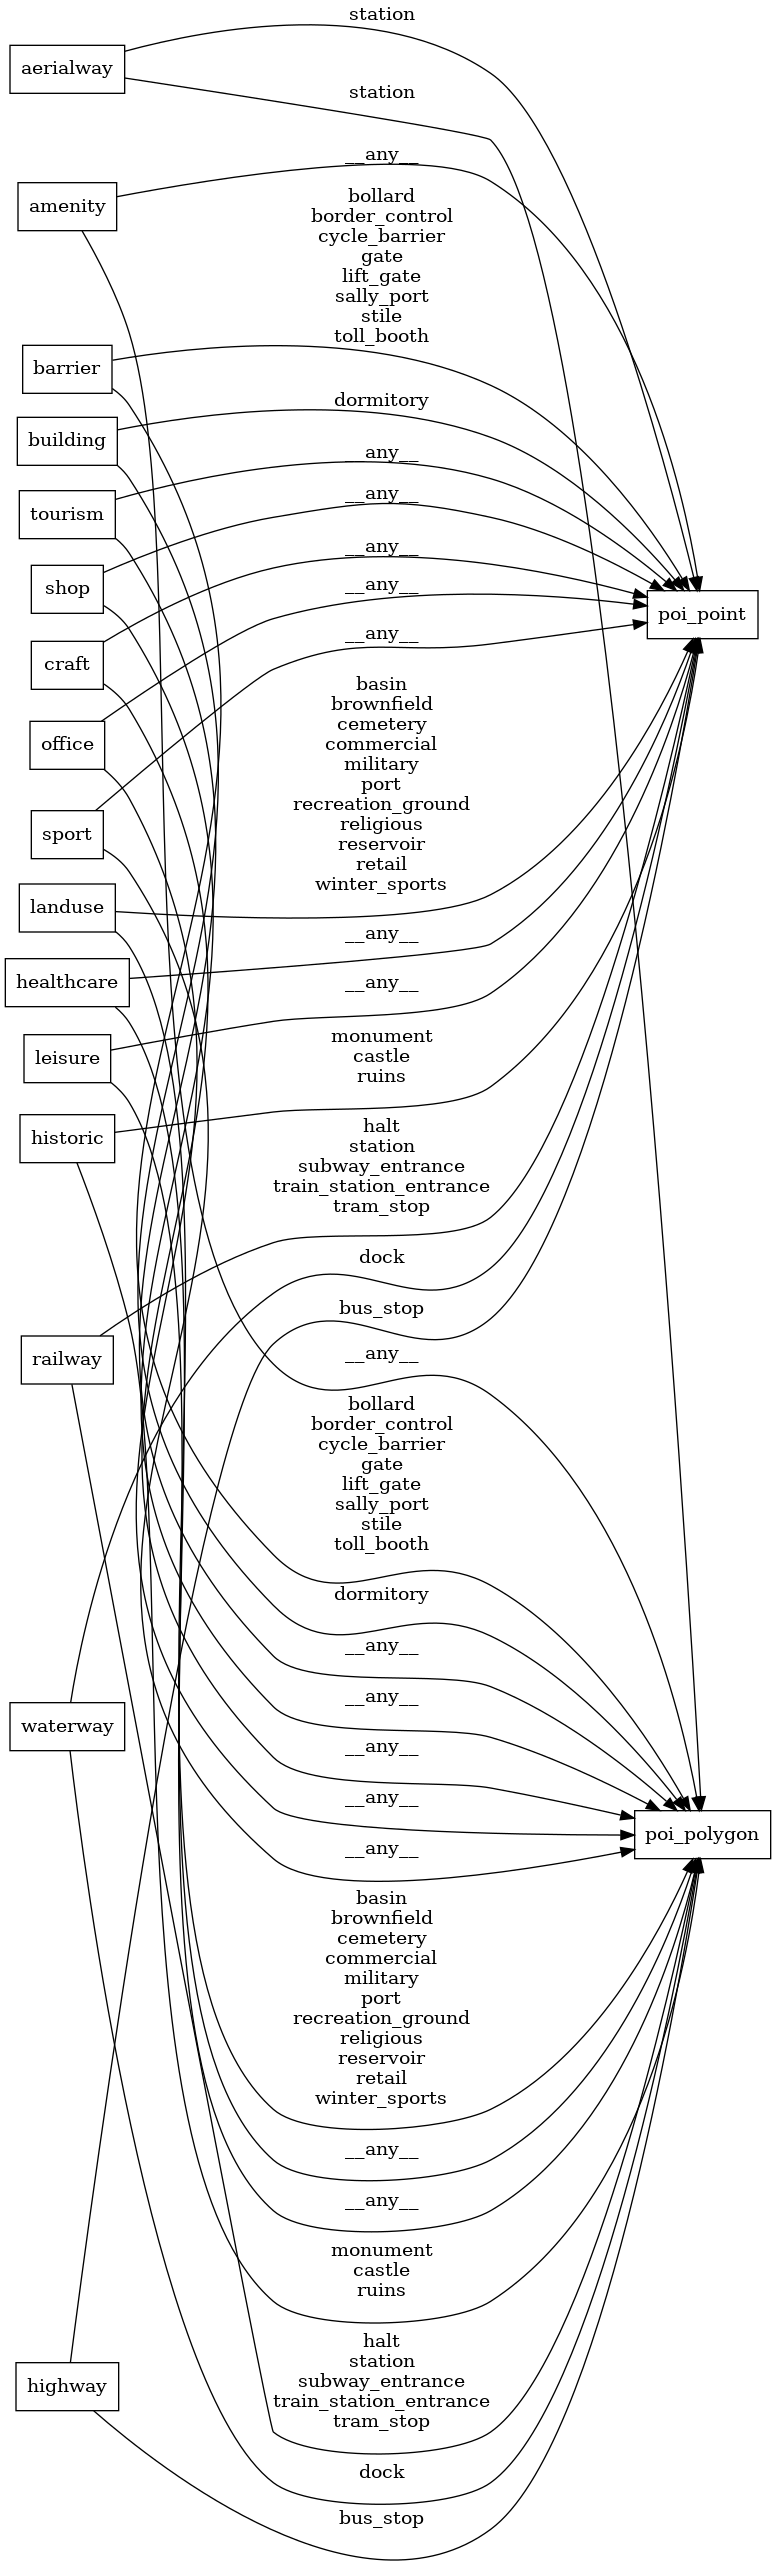 station
aerialway
station
__any__
amenity
bollard
border_control
cycle_barrier
gate
lift_gate
sally_port
stile
toll_booth
barrier
dormitory
building
__any__
tourism
__any__
shop
__any__
craft
__any__
office
__any__
sport
poi_point
basin
brownfield
cemetery
commercial
military
port
recreation_ground
religious
reservoir
retail
winter_sports
landuse
__any__
healthcare
__any__
leisure
monument
castle
ruins
historic
halt
station
subway_entrance
train_station_entrance
tram_stop
dock
bus_stop
railway
__any__
bollard
border_control
cycle_barrier
gate
lift_gate
sally_port
stile
toll_booth
dormitory
__any__
__any__
waterway
__any__
__any__
poi_polygon
__any__
basin
brownfield
cemetery
commercial
military
port
recreation_ground
religious
reservoir
retail
winter_sports
__any__
__any__
monument
castle
ruins
halt
station
subway_entrance
train_station_entrance
tram_stop
highway
dock
bus_stop